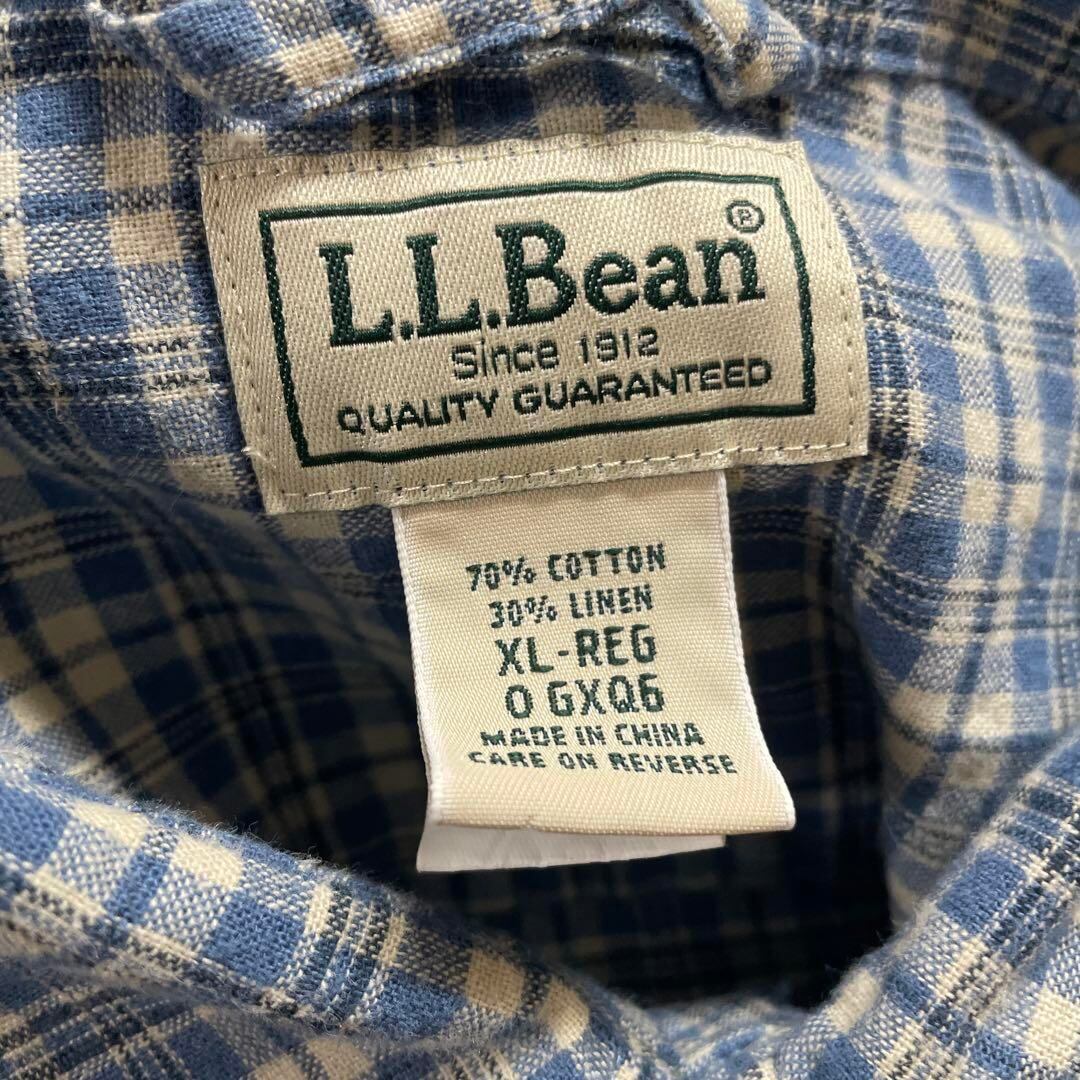 L.L.Bean®
Since 1912
QUALITY GUARANTEED
70% COTTON
30% LINEN
XL-REG
0 GXQ6
MADE IN CHINA
CARE ON REVERSE